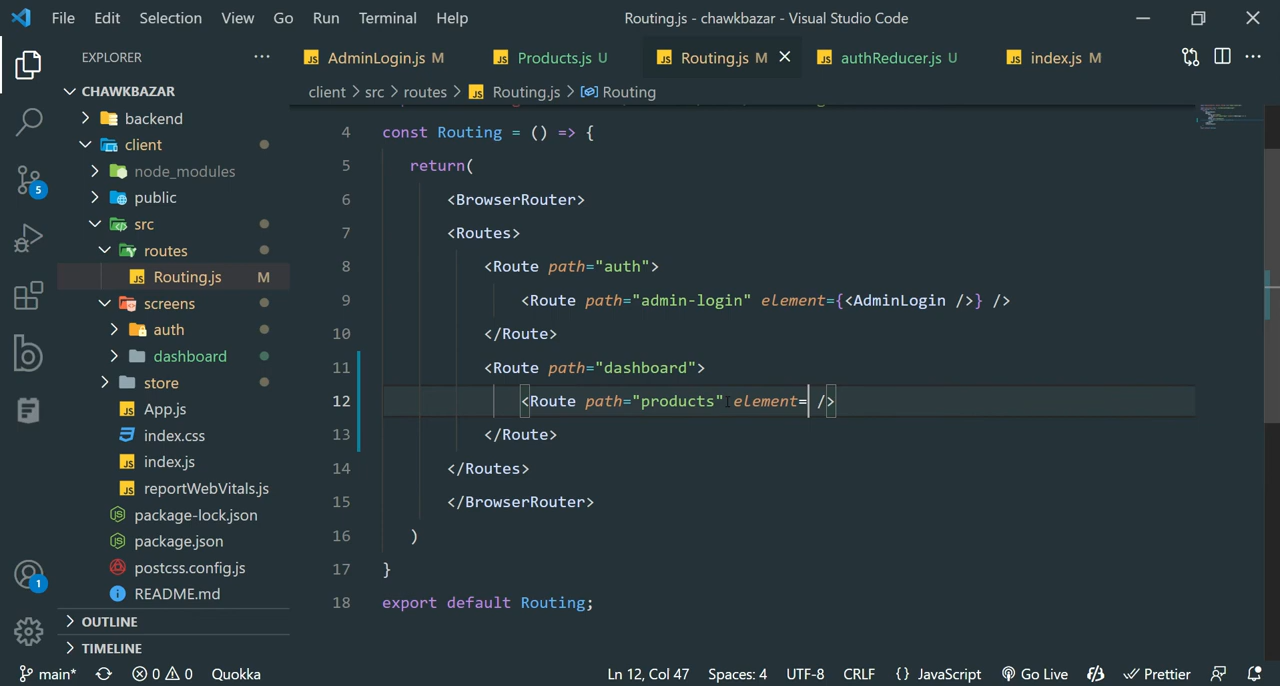 File Edit Selection View Go Run Terminal Help Routing.js - chawkbazar - Visual Studio Code
EXPLORER
AdminLogin.js M Products.js U Routing.js M authReducer.js U index.js M
CHAWKBAZAR
client > src > routes > Routing.js > Routing
backend
client
node_modules
public
src
routes
Routing.js M
screens
auth
dashboard
store
App.js
index.css
index.js
reportWebVitals.js
package-lock.json
package.json
postcss.config.js
README.md
OUTLINE
TIMELINE
5
1
4 const Routing = () => {
5 return(
6 <BrowserRouter>
7 <Routes>
8 <Route path="auth">
9 <Route path="admin-login" element={<AdminLogin />} />
10 </Route>
11 <Route path="dashboard">
12 <Route path="products" element= />
13 </Route>
14 </Routes>
15 </BrowserRouter>
16 )
17 }
18 export default Routing;
main* 0 0 Quokka Ln 12, Col 47 Spaces: 4 UTF-8 CRLF {} JavaScript Go Live Prettier